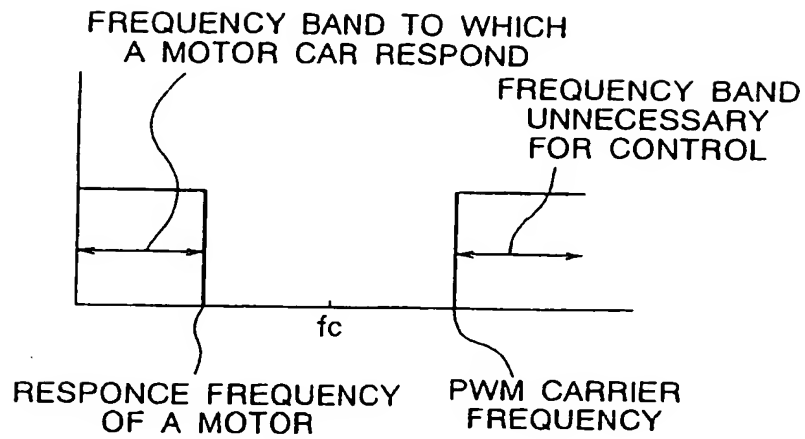 FREQUENCY BAND TO WHICH
A MOTOR CAR RESPOND
FREQUENCY BAND
UNNECESSARY
FOR CONTROL
fc
RESPONCE FREQUENCY
OF A MOTOR
PWM CARRIER
FREQUENCY